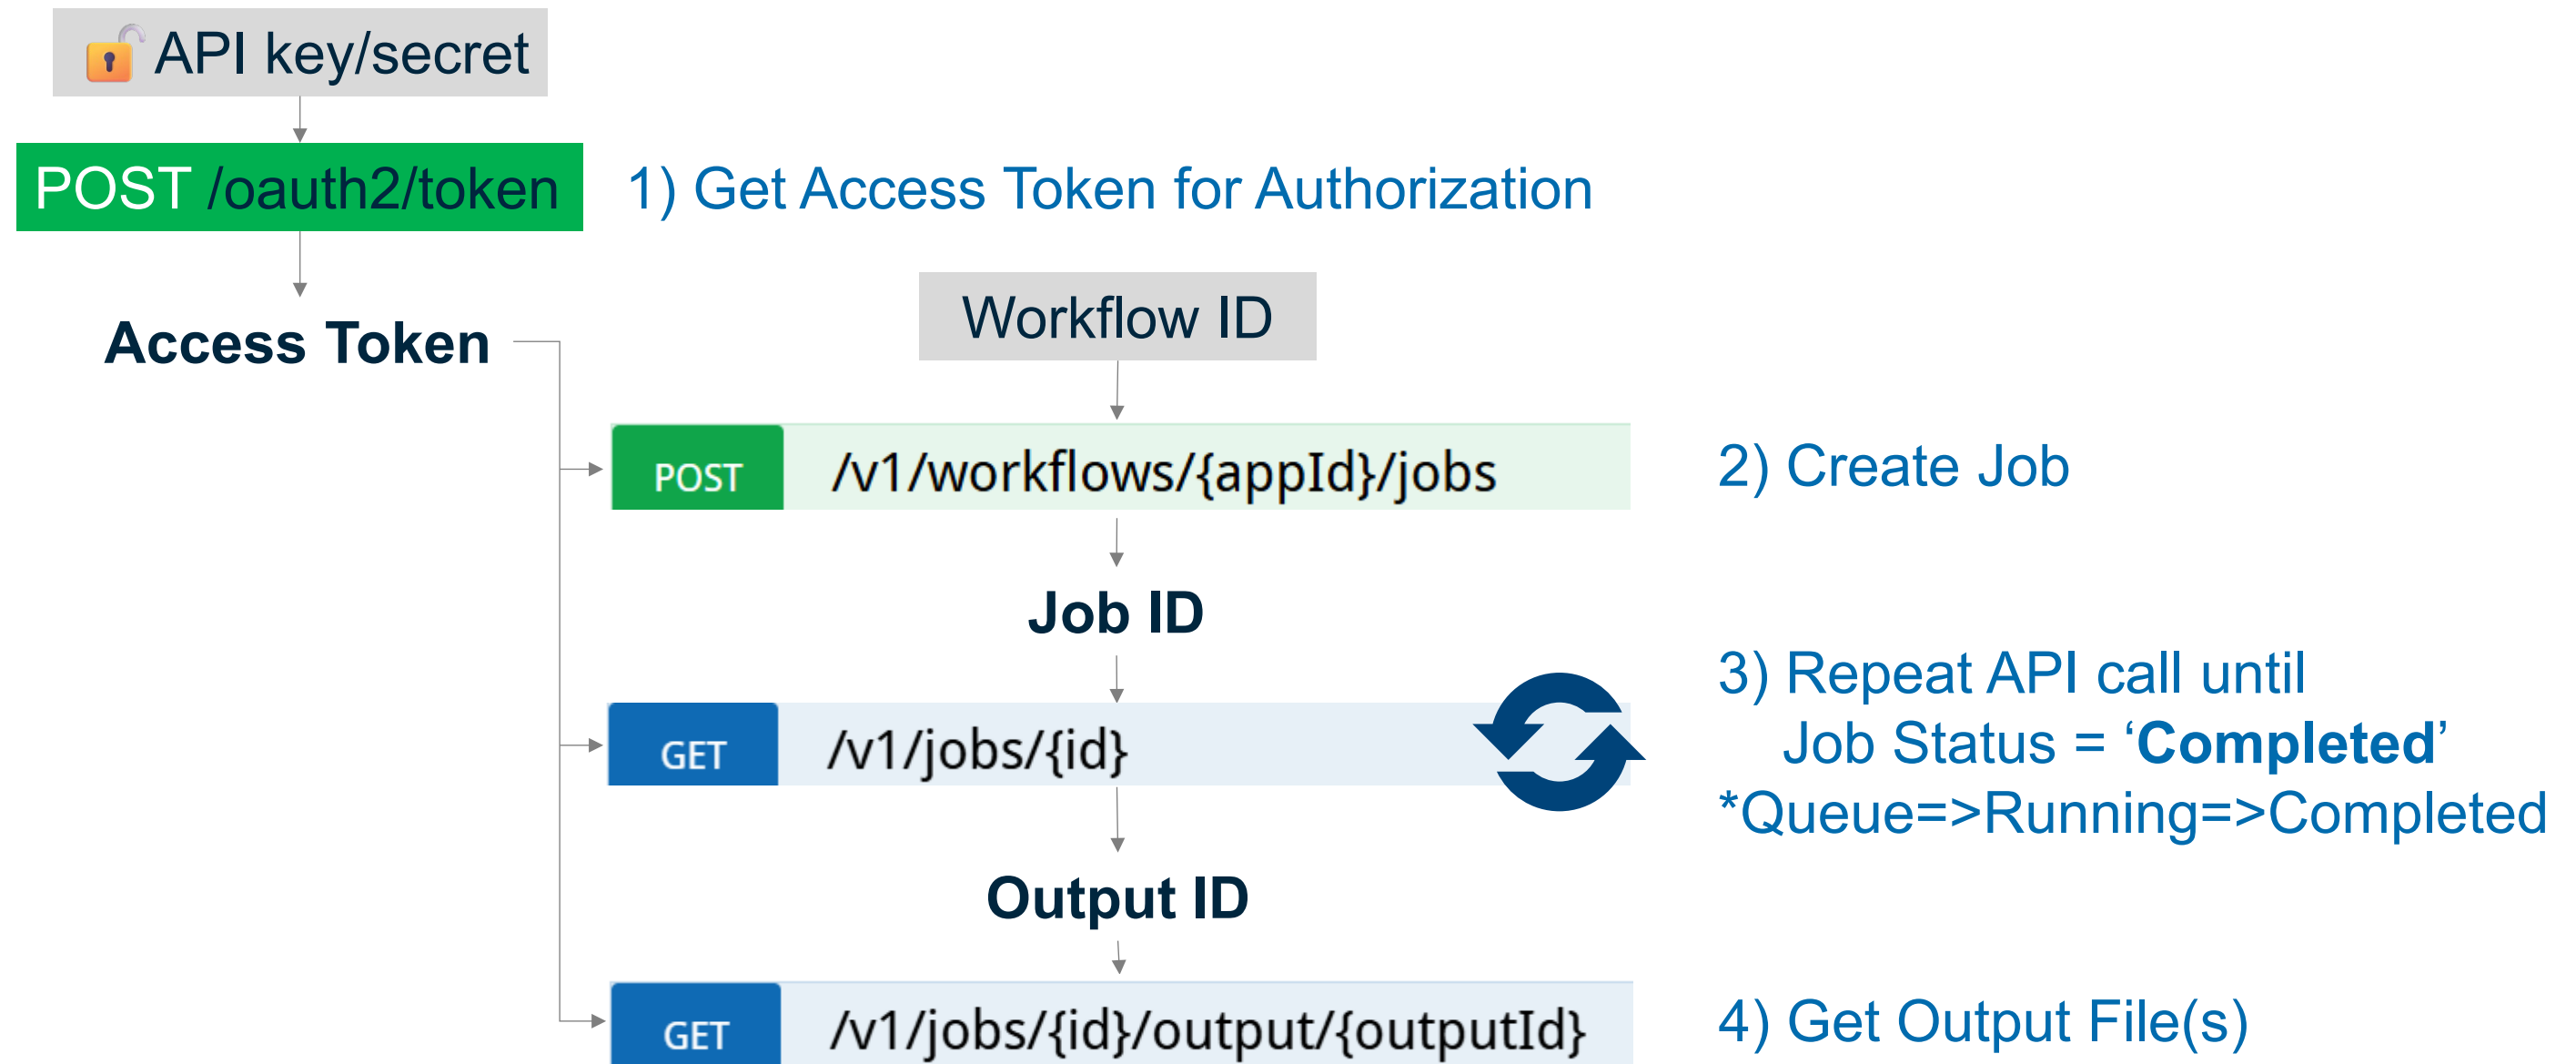 API key/secret
POST /oauth2/token
1) Get Access Token for Authorization
Access Token
Workflow ID
POST /v1/workflows/{appId}/jobs
2) Create Job
Job ID
GET /v1/jobs/{id}
3) Repeat API call until
Job Status = ‘Completed’
*Queue=>Running=>Completed
Output ID
GET /v1/jobs/{id}/output/{outputId}
4) Get Output File(s)